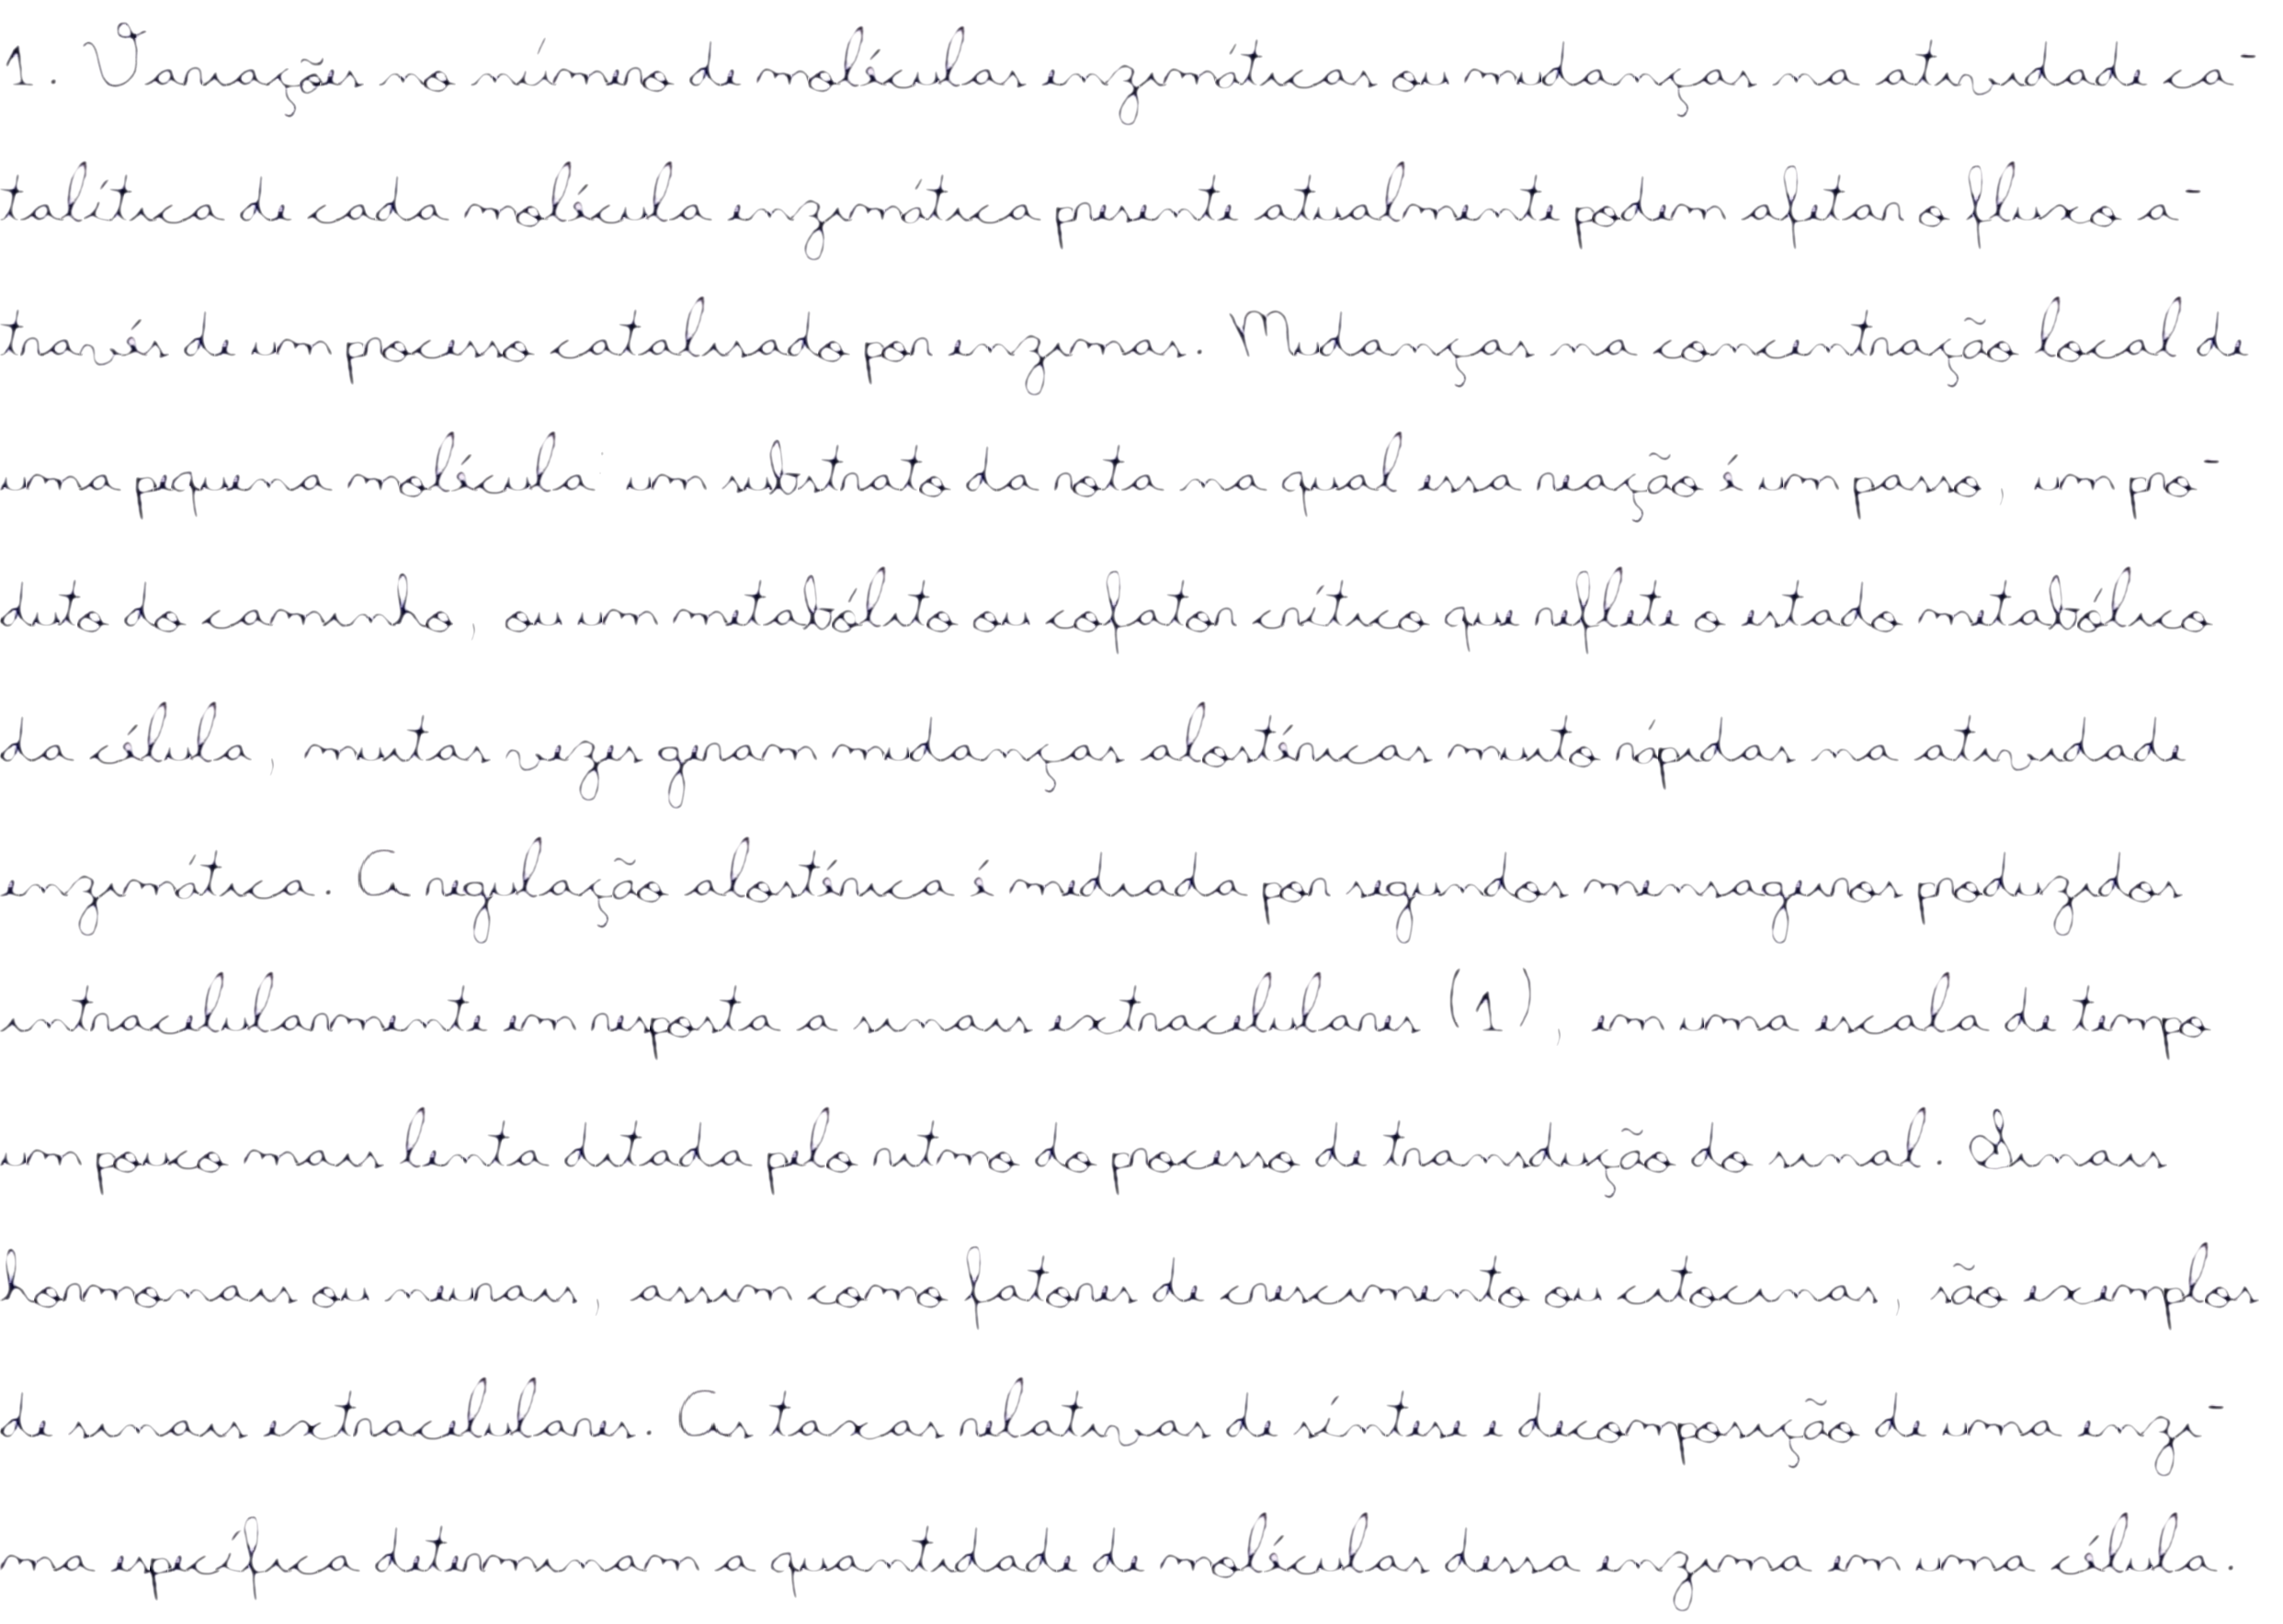 1. Variações no número de moléculas enzimáticas ou mudanças na atividade ca-
talítica de cada molécula enzimática presente atualmente podem afetar o fluxo a-
través de um processo catalisado por enzimas. Mudanças na concentração local de
uma pequena molécula: um substrato da rota na qual essa reação é um passo, um pro-
duto do caminho, ou um metabólito ou cofator crítico que reflete o estado metabólico
da célula, muitas vezes geram mudanças alostéricas muito rápidas na atividade
enzimática. A regulação alostérica é mediada por segundos mensageiros produzidos
intracelularmente em resposta a sinais extracelulares (1), em uma escala de tempo
um pouco mais lenta ditada pelo ritmo do processo de transdução do sinal. Sinais
hormonais ou neurais, assim como fatores de crescimento ou citocinas, são exemplos
de sinais extracelulares. As taxas relativas de síntese e decomposição de uma enzi-
ma específica determinam a quantidade de moléculas dessa enzima em uma célula.